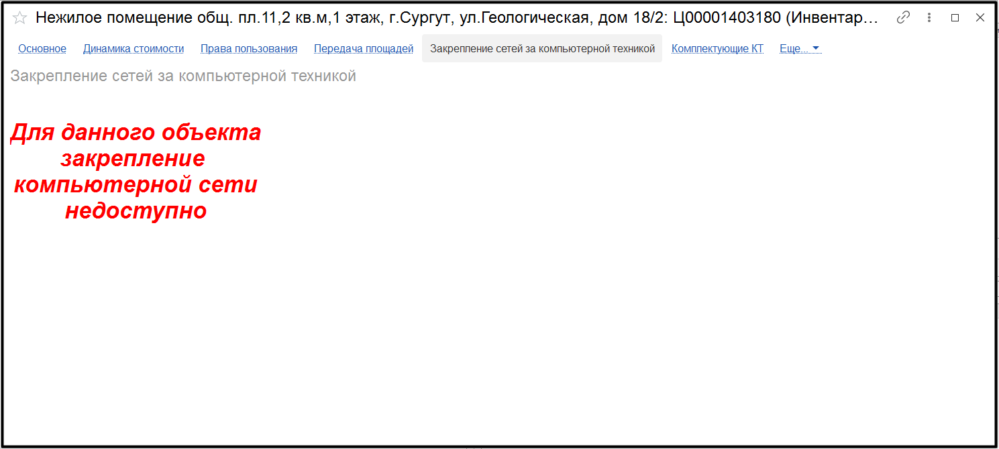 Нежилое помещение общ. пл.11,2 кв.м,1 этаж, г.Сургут, ул.Геологическая, дом 18/2: Ц00001403180 (Инвентар...
Основное Динамика стоимости Права пользования Передача площадей Закрепление сетей за компьютерной техникой Комплектующие КТ Еще...
Закрепление сетей за компьютерной техникой
Для данного объекта
закрепление
компьютерной сети
недоступно